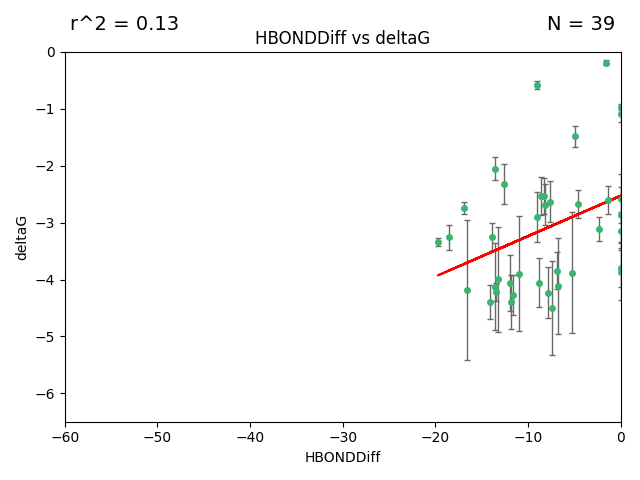 r^2 = 0.13
N = 39
HBONDDiff vs deltaG
0
−1
−2
−3
−4
−5
−6
deltaG
−60
−50
−40
−30
−20
−10
0
HBONDDiff